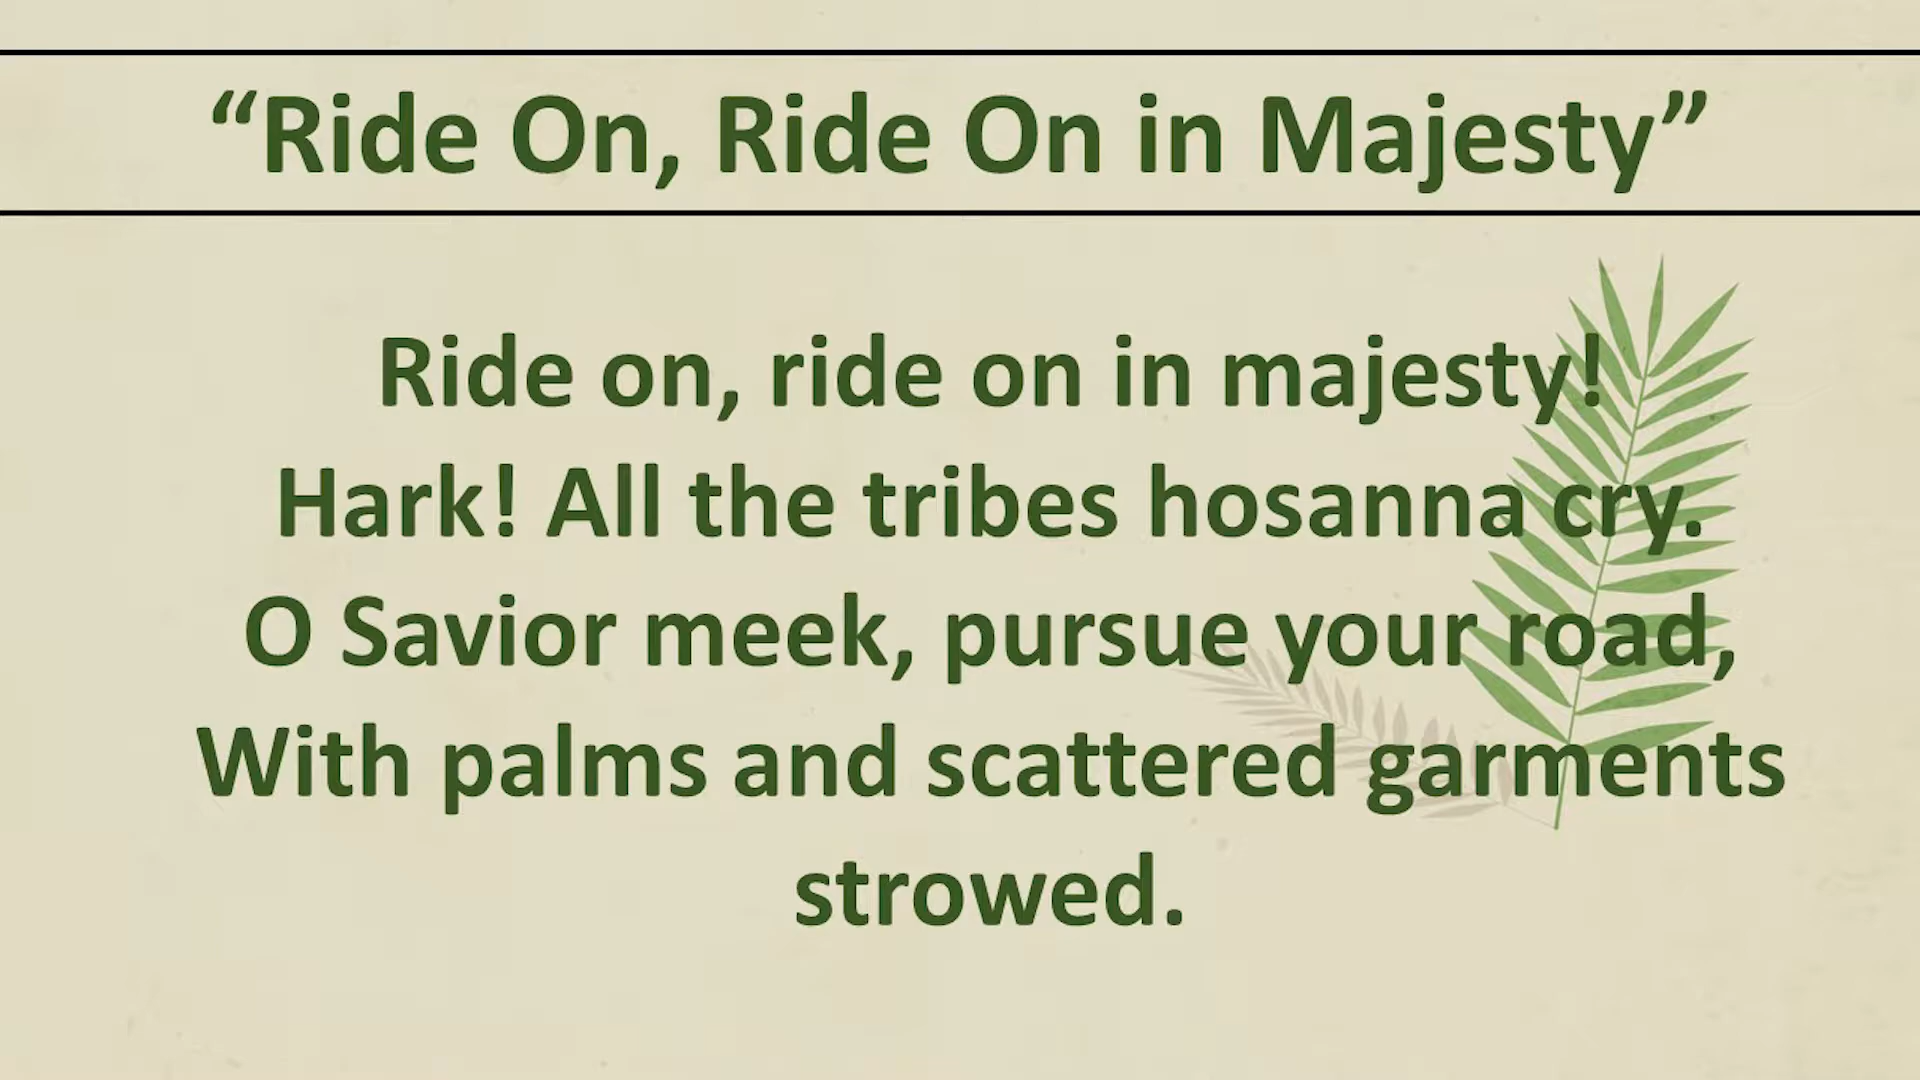 “Ride On, Ride On in Majesty”
Ride on, ride on in majesty!
Hark! All the tribes hosanna cry.
O Savior meek, pursue your road,
With palms and scattered garments
strowed.